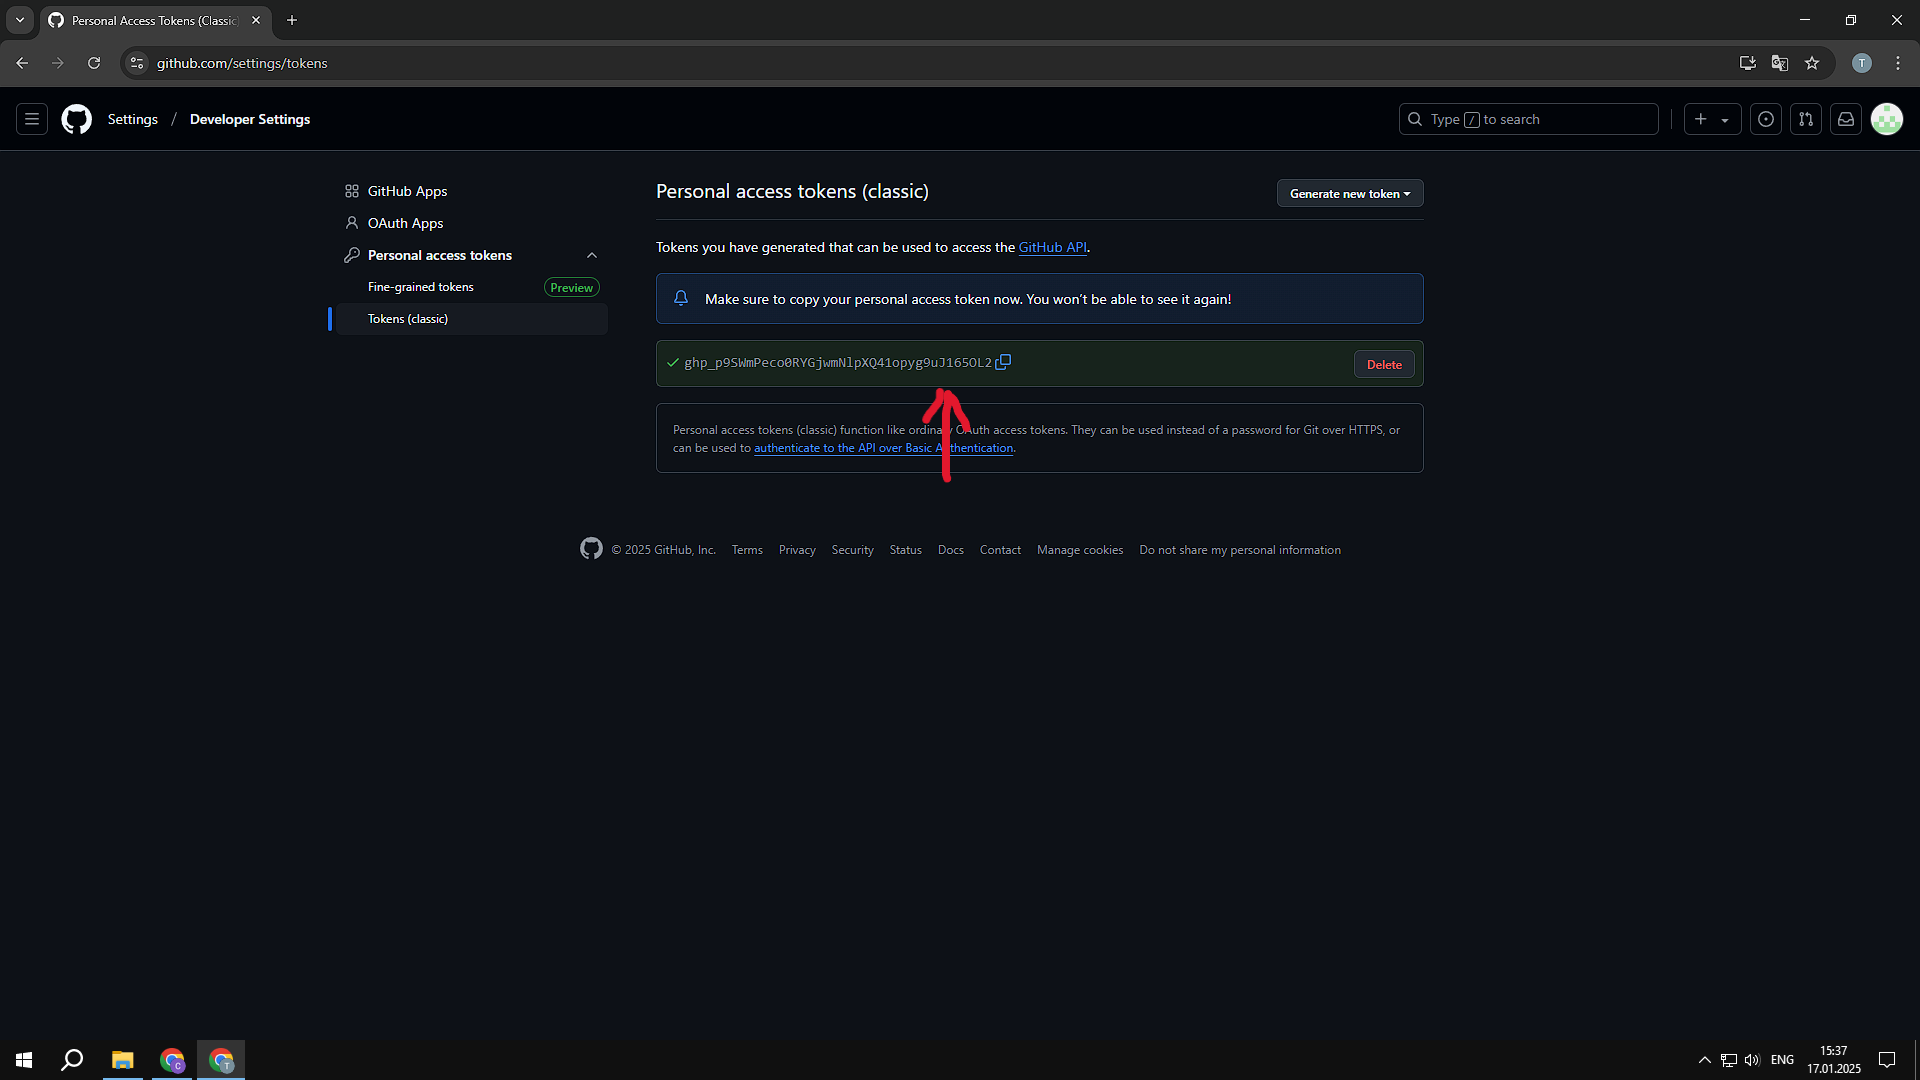 Personal Access Tokens (Classic)
github.com/settings/tokens
T
Settings / Developer Settings
Type / to search
GitHub Apps
Personal access tokens (classic)
Generate new token
OAuth Apps
Personal access tokens
Tokens you have generated that can be used to access the GitHub API.
Fine-grained tokens
Preview
Make sure to copy your personal access token now. You won't be able to see it again!
Tokens (classic)
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
Delete
Personal access tokens (classic) function like ordinary OAuth access tokens. They can be used instead of a password for Git over HTTPS, or
can be used to authenticate to the API over Basic Authentication.
© 2025 GitHub, Inc. Terms Privacy Security Status Docs Contact Manage cookies Do not share my personal information
C
T
ENG
15:37
17.01.2025